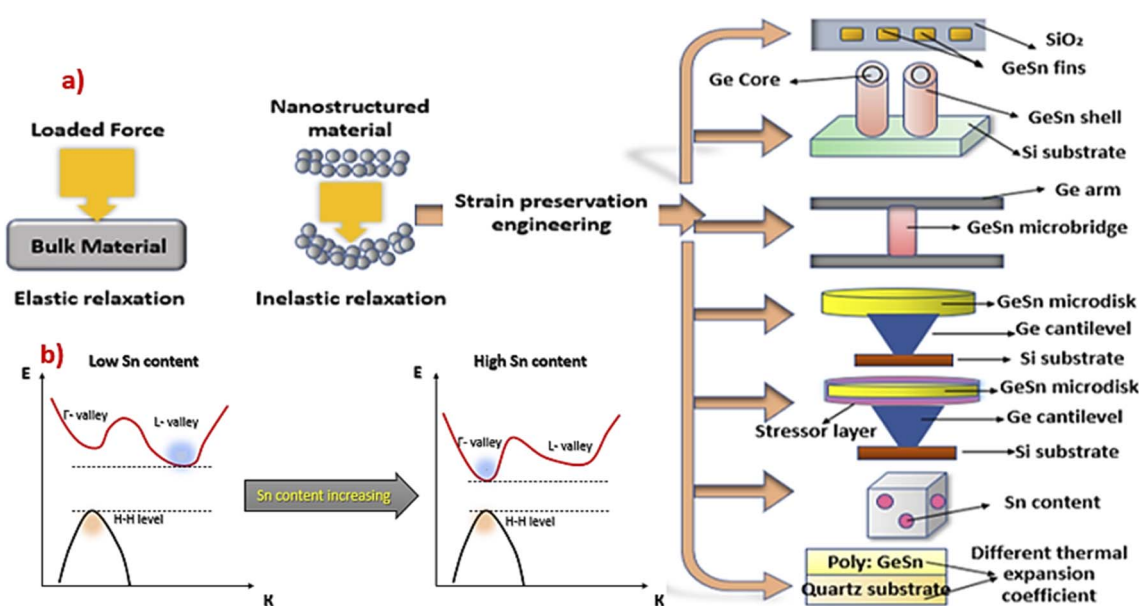 a)
Loaded Force
Bulk Material
Elastic relaxation
Nanostructured
material
Inelastic relaxation
Strain preservation
engineering
SiO₂
GeSn fins
Ge Core
GeSn shell
Si substrate
Ge arm
GeSn microbridge
GeSn microdisk
Ge cantilevel
Si substrate
GeSn microdisk
Ge cantilevel
Stressor layer
Si substrate
Sn content
Poly: GeSn
Quartz substrate
Different thermal
expansion
coefficient
b)
Low Sn content
E
Γ- valley
L- valley
H-H level
K
Sn content increasing
High Sn content
E
Γ- valley
L- valley
H-H level
K